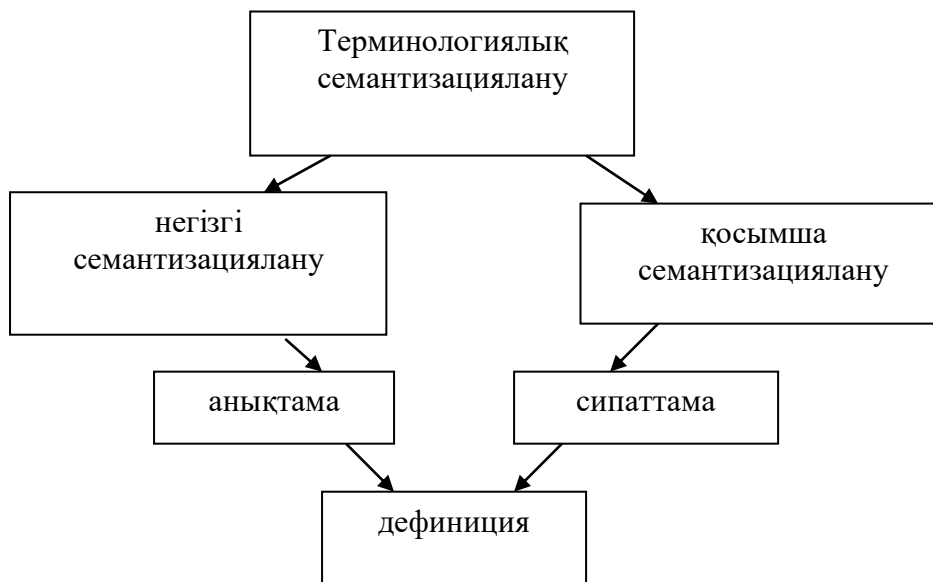 Терминологиялық
семантизациялану
негізгі
семантизациялану
қосымша
семантизациялану
анықтама
сипаттама
дефиниция